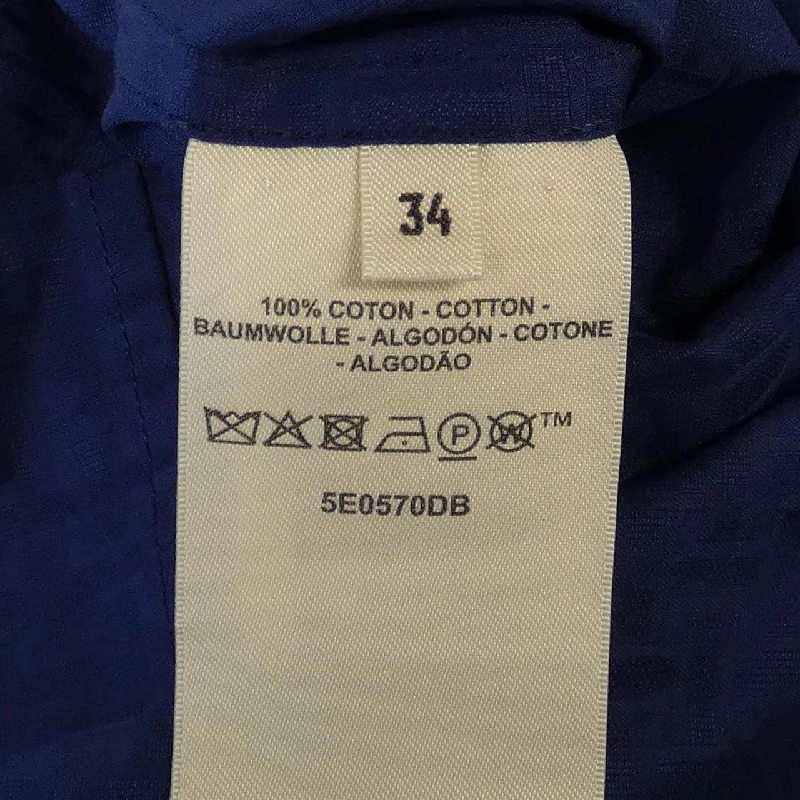 34
100% COTON - COTTON -
BAUMWOLLE - ALGODÓN - COTONE
- ALGODÃO
P W TM
5E0570DB